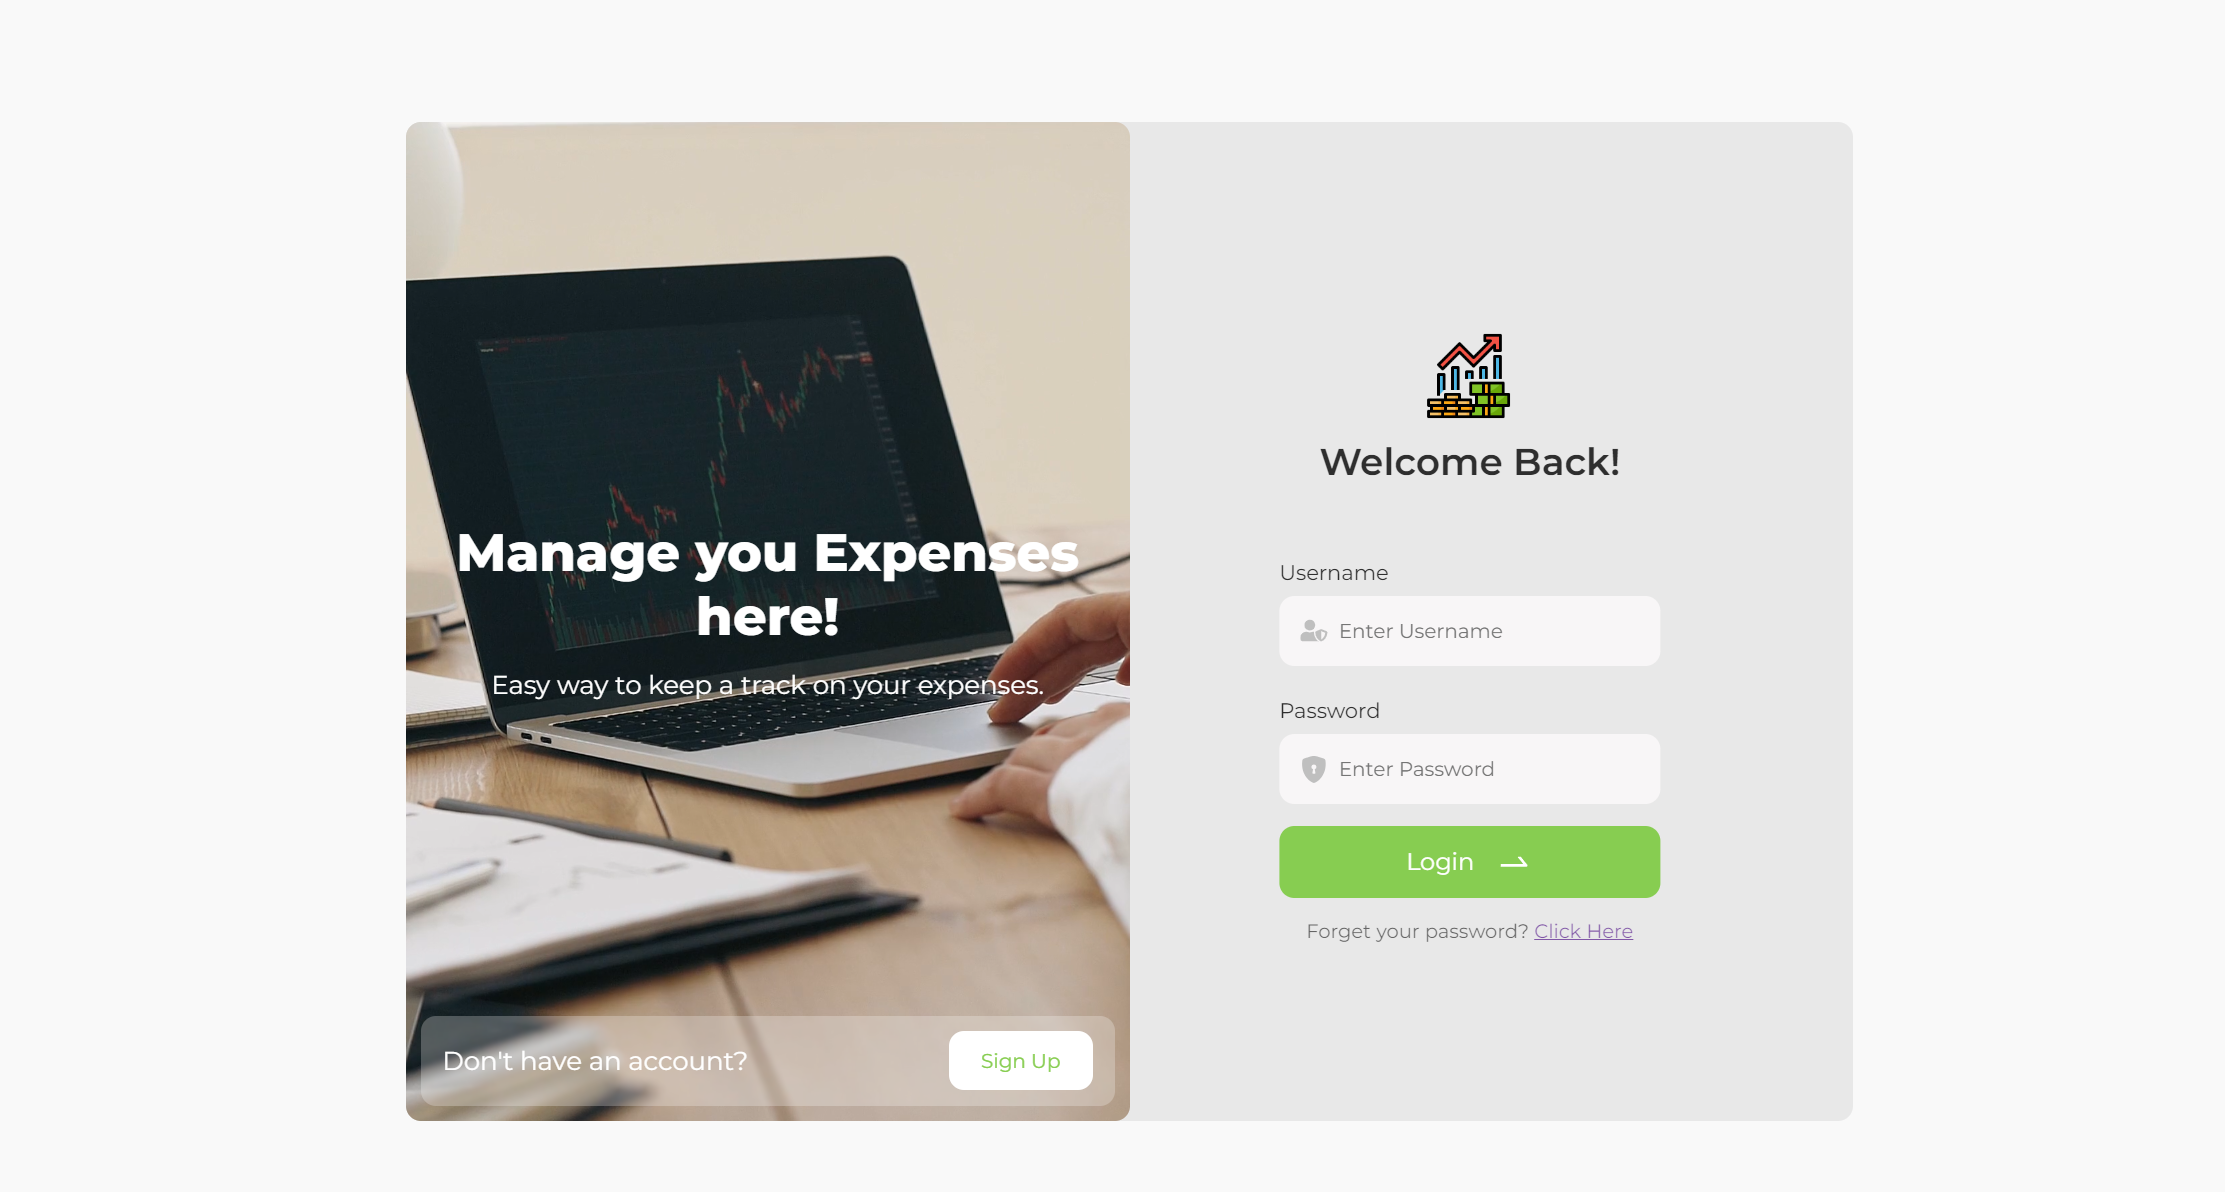 Manage you Expenses
here!
Easy way to keep a track on your expenses.
Don't have an account?
Sign Up
Welcome Back!
Username
Enter Username
Password
Enter Password
Login
Forget your password? Click Here